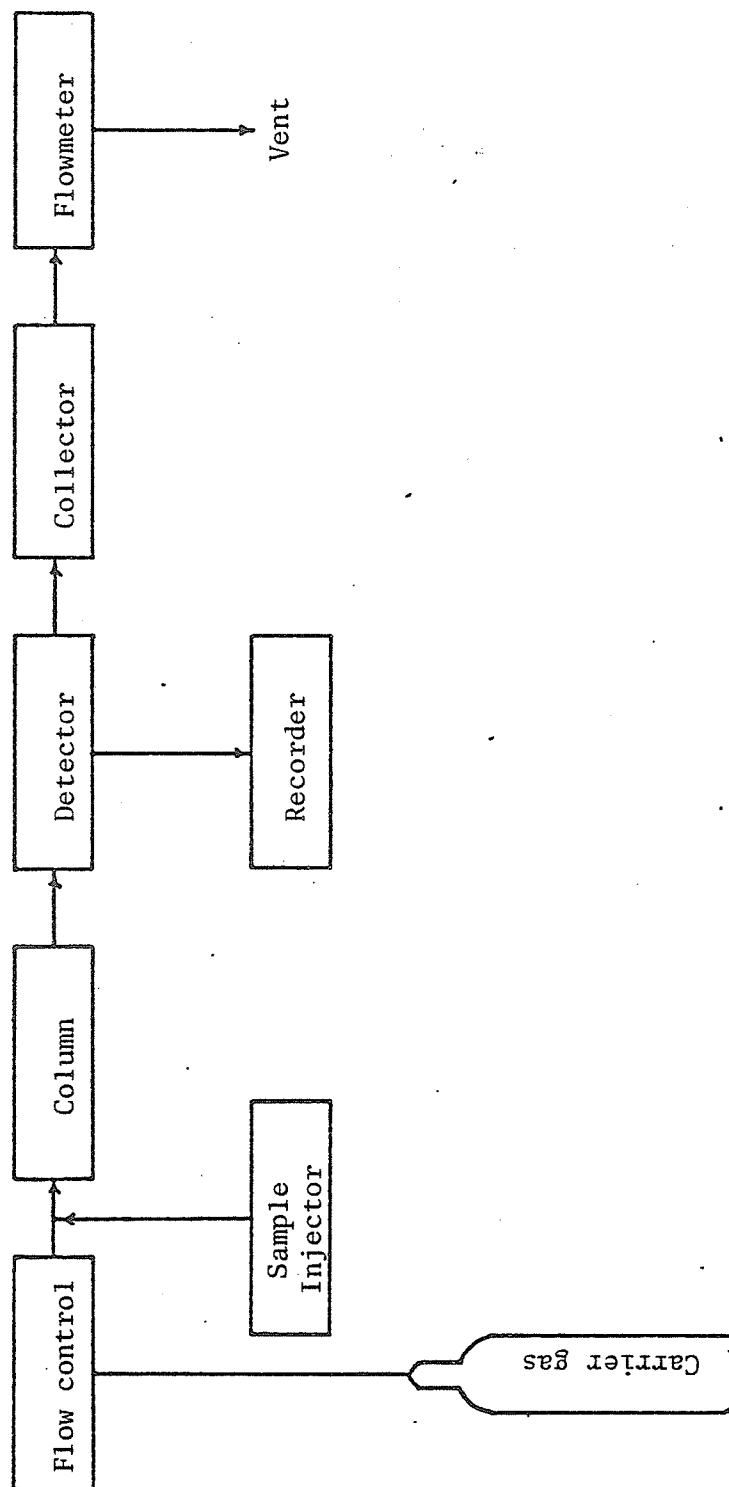 Flow control
Column
Detector
Collector
Flowmeter
Sample
Injector
Recorder
Vent
Carrier gas